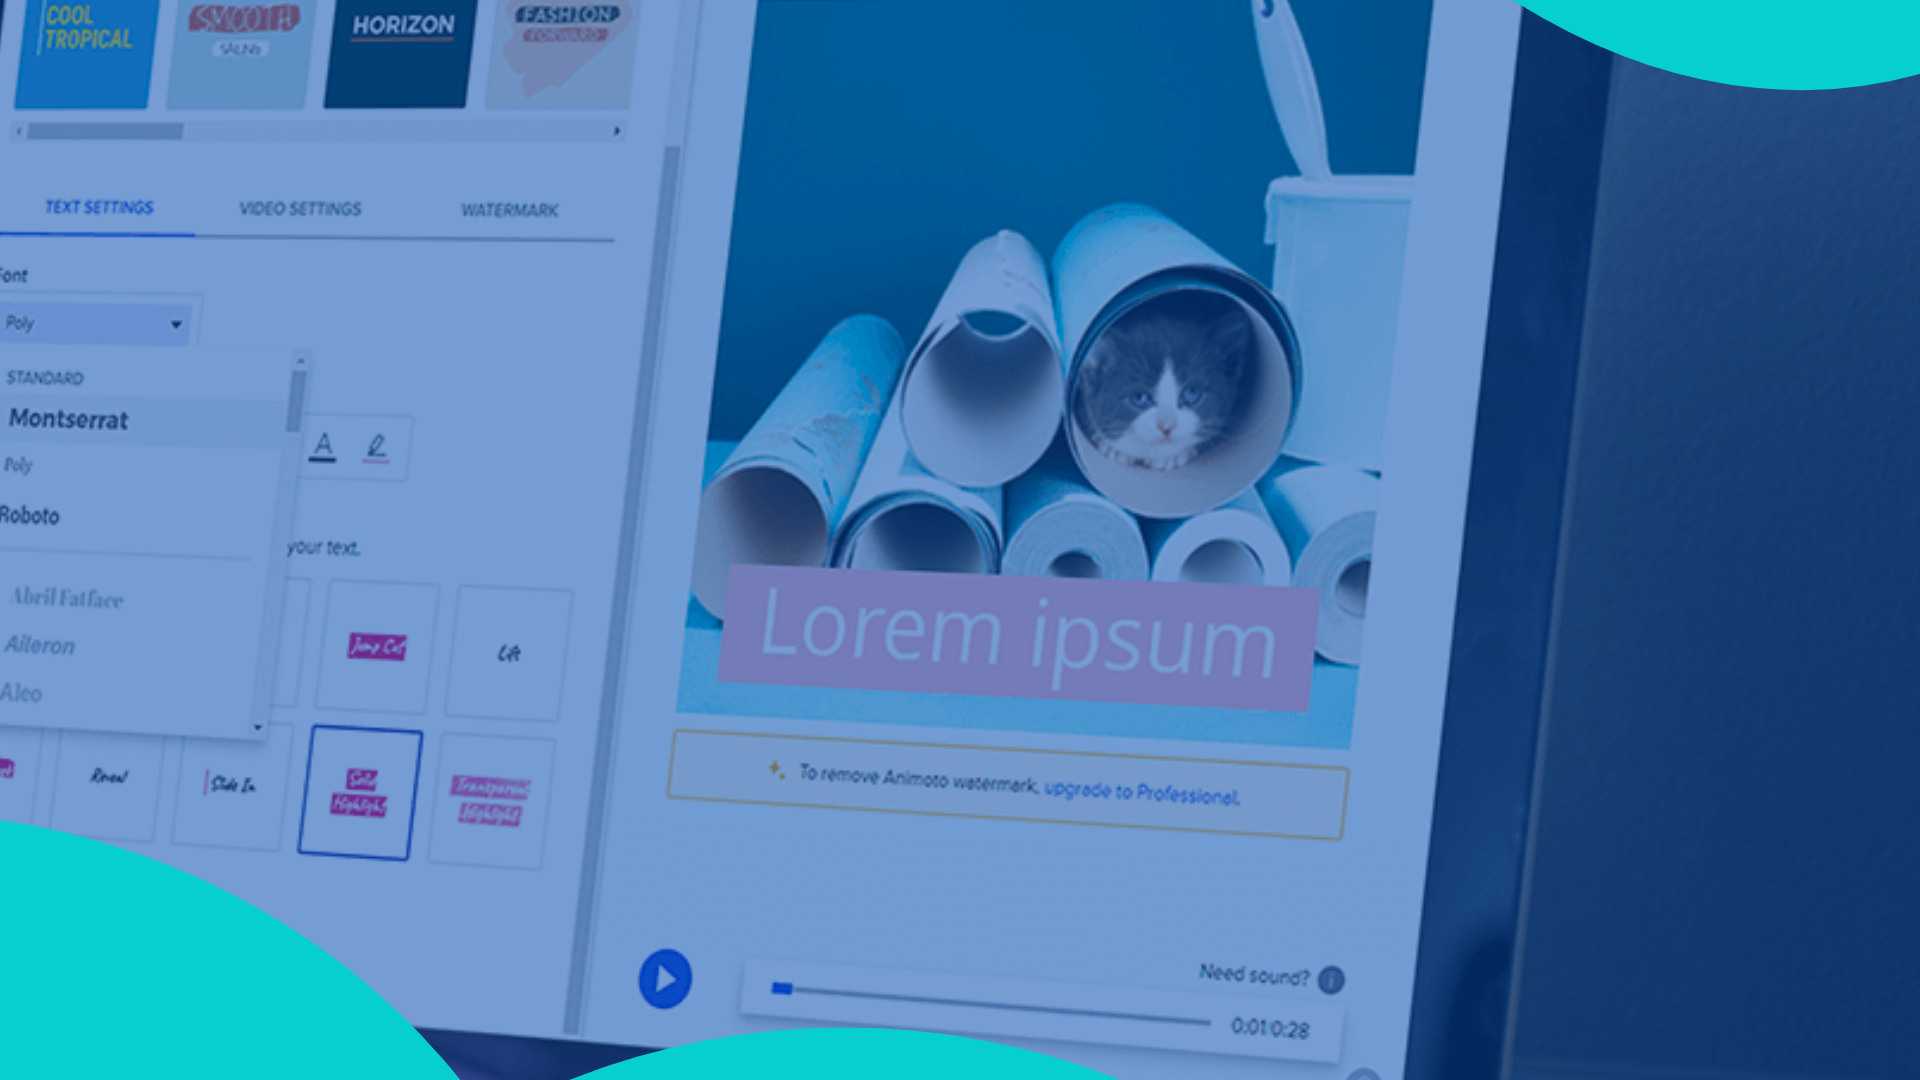 COOL
TROPICAL
SMOOTH
SAILING
HORIZON
FASHION
FORWARD
TEXT SETTINGS
VIDEO SETTINGS
WATERMARK
Font
Poly
STANDARD
Montserrat
Poly
Roboto
your text.
Abril Fatface
Aileron
Aleo
Jump Cut
Lift
Reveal
Slide In
Solid
Highlight
Transparent
Highlight
Lorem ipsum
To remove Animoto watermark, upgrade to Professional.
Need sound?
0:01/0:28